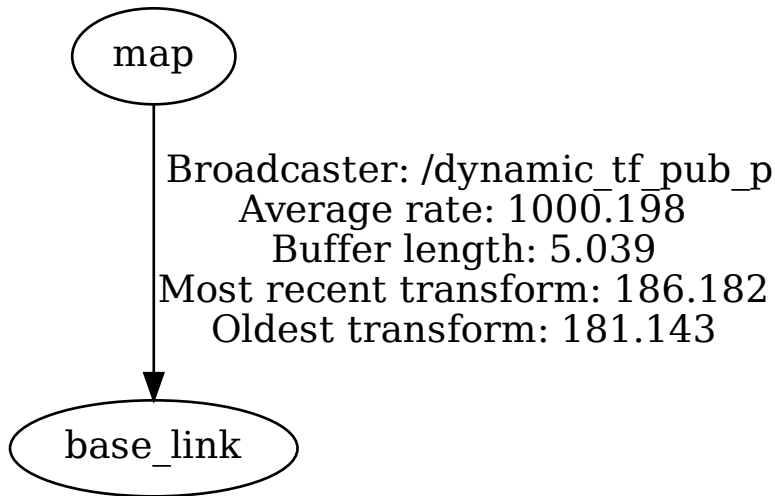 map
Broadcaster: /dynamic_tf_pub_p
Average rate: 1000.198
Buffer length: 5.039
Most recent transform: 186.182
Oldest transform: 181.143
base_link